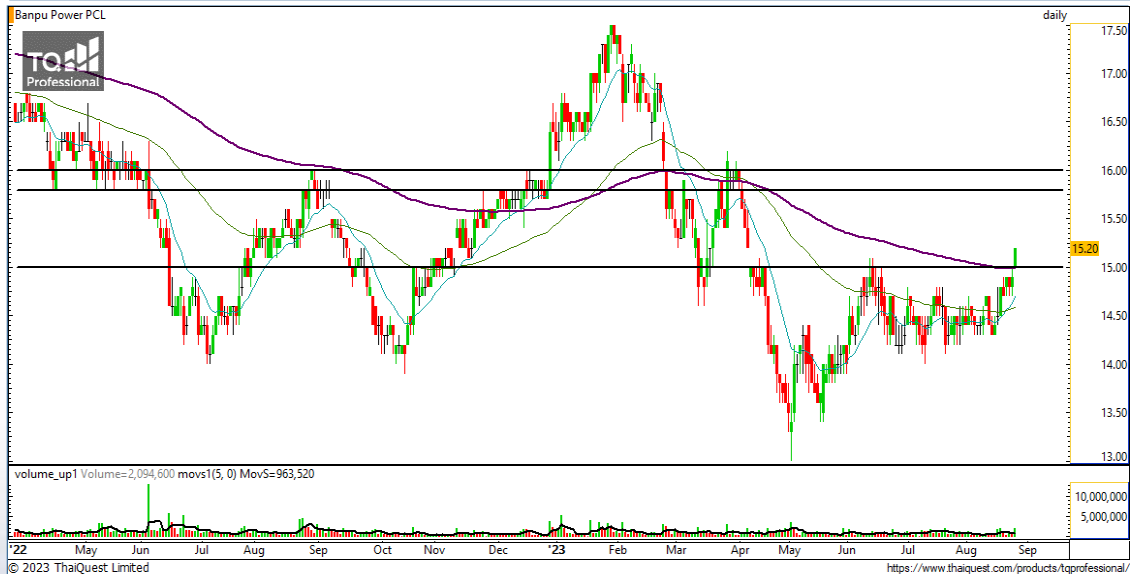 Banpu Power PCL daily
TQ
Professional
17.50
17.00
16.50
16.00
15.50
15.20
15.00
14.50
14.00
13.50
13.00
volume_up1 Volume=2,094,600 movs1(5, 0) MovS=963,520
10,000,000
5,000,000
'22 May Jun Jul Aug Sep Oct Nov Dec '23 Feb Mar Apr May Jun Jul Aug Sep
© 2023 ThaiQuest Limited https://www.thaiquest.com/products/tqprofessional/